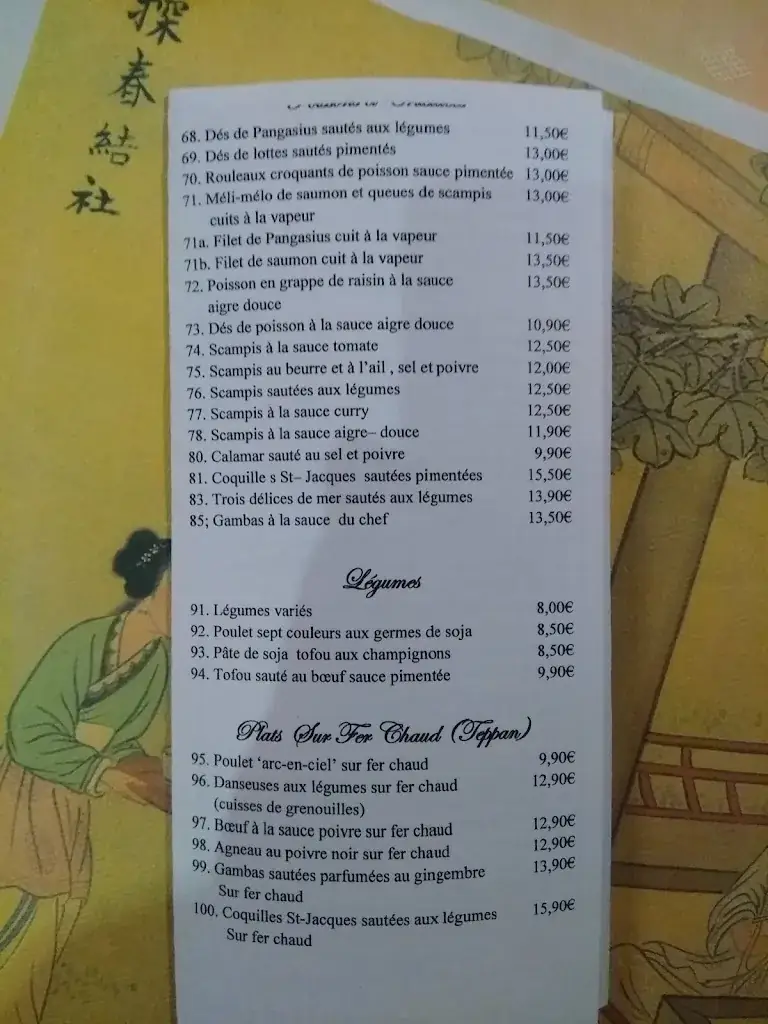 探
春
結
社
68. Dés de Pangasius sautés aux légumes 11,50€
69. Dés de lottes sautés pimentés 13,00€
70. Rouleaux croquants de poisson sauce pimentée 13,00€
71. Méli-mélo de saumon et queues de scampis 13,00€
cuits à la vapeur
71a. Filet de Pangasius cuit à la vapeur 11,50€
71b. Filet de saumon cuit à la vapeur 13,50€
72. Poisson en grappe de raisin à la sauce 13,50€
aigre douce
73. Dés de poisson à la sauce aigre douce 10,90€
74. Scampis à la sauce tomate 12,50€
75. Scampis au beurre et à l'ail , sel et poivre 12,00€
76. Scampis sautées aux légumes 12,50€
77. Scampis à la sauce curry 12,50€
78. Scampis à la sauce aigre– douce 11,90€
80. Calamar sauté au sel et poivre 9,90€
81. Coquille s St– Jacques sautées pimentées 15,50€
83. Trois délices de mer sautés aux légumes 13,90€
85; Gambas à la sauce du chef 13,50€
Légumes
91. Légumes variés 8,00€
92. Poulet sept couleurs aux germes de soja 8,50€
93. Pâte de soja tofou aux champignons 8,50€
94. Tofou sauté au bœuf sauce pimentée 9,90€
Plats Sur Fer Chaud (Teppan)
95. Poulet 'arc-en-ciel' sur fer chaud 9,90€
96. Danseuses aux légumes sur fer chaud 12,90€
(cuisses de grenouilles)
97. Bœuf à la sauce poivre sur fer chaud 12,90€
98. Agneau au poivre noir sur fer chaud 12,90€
99. Gambas sautées parfumées au gingembre 13,90€
Sur fer chaud
100. Coquilles St-Jacques sautées aux légumes 15,90€
Sur fer chaud